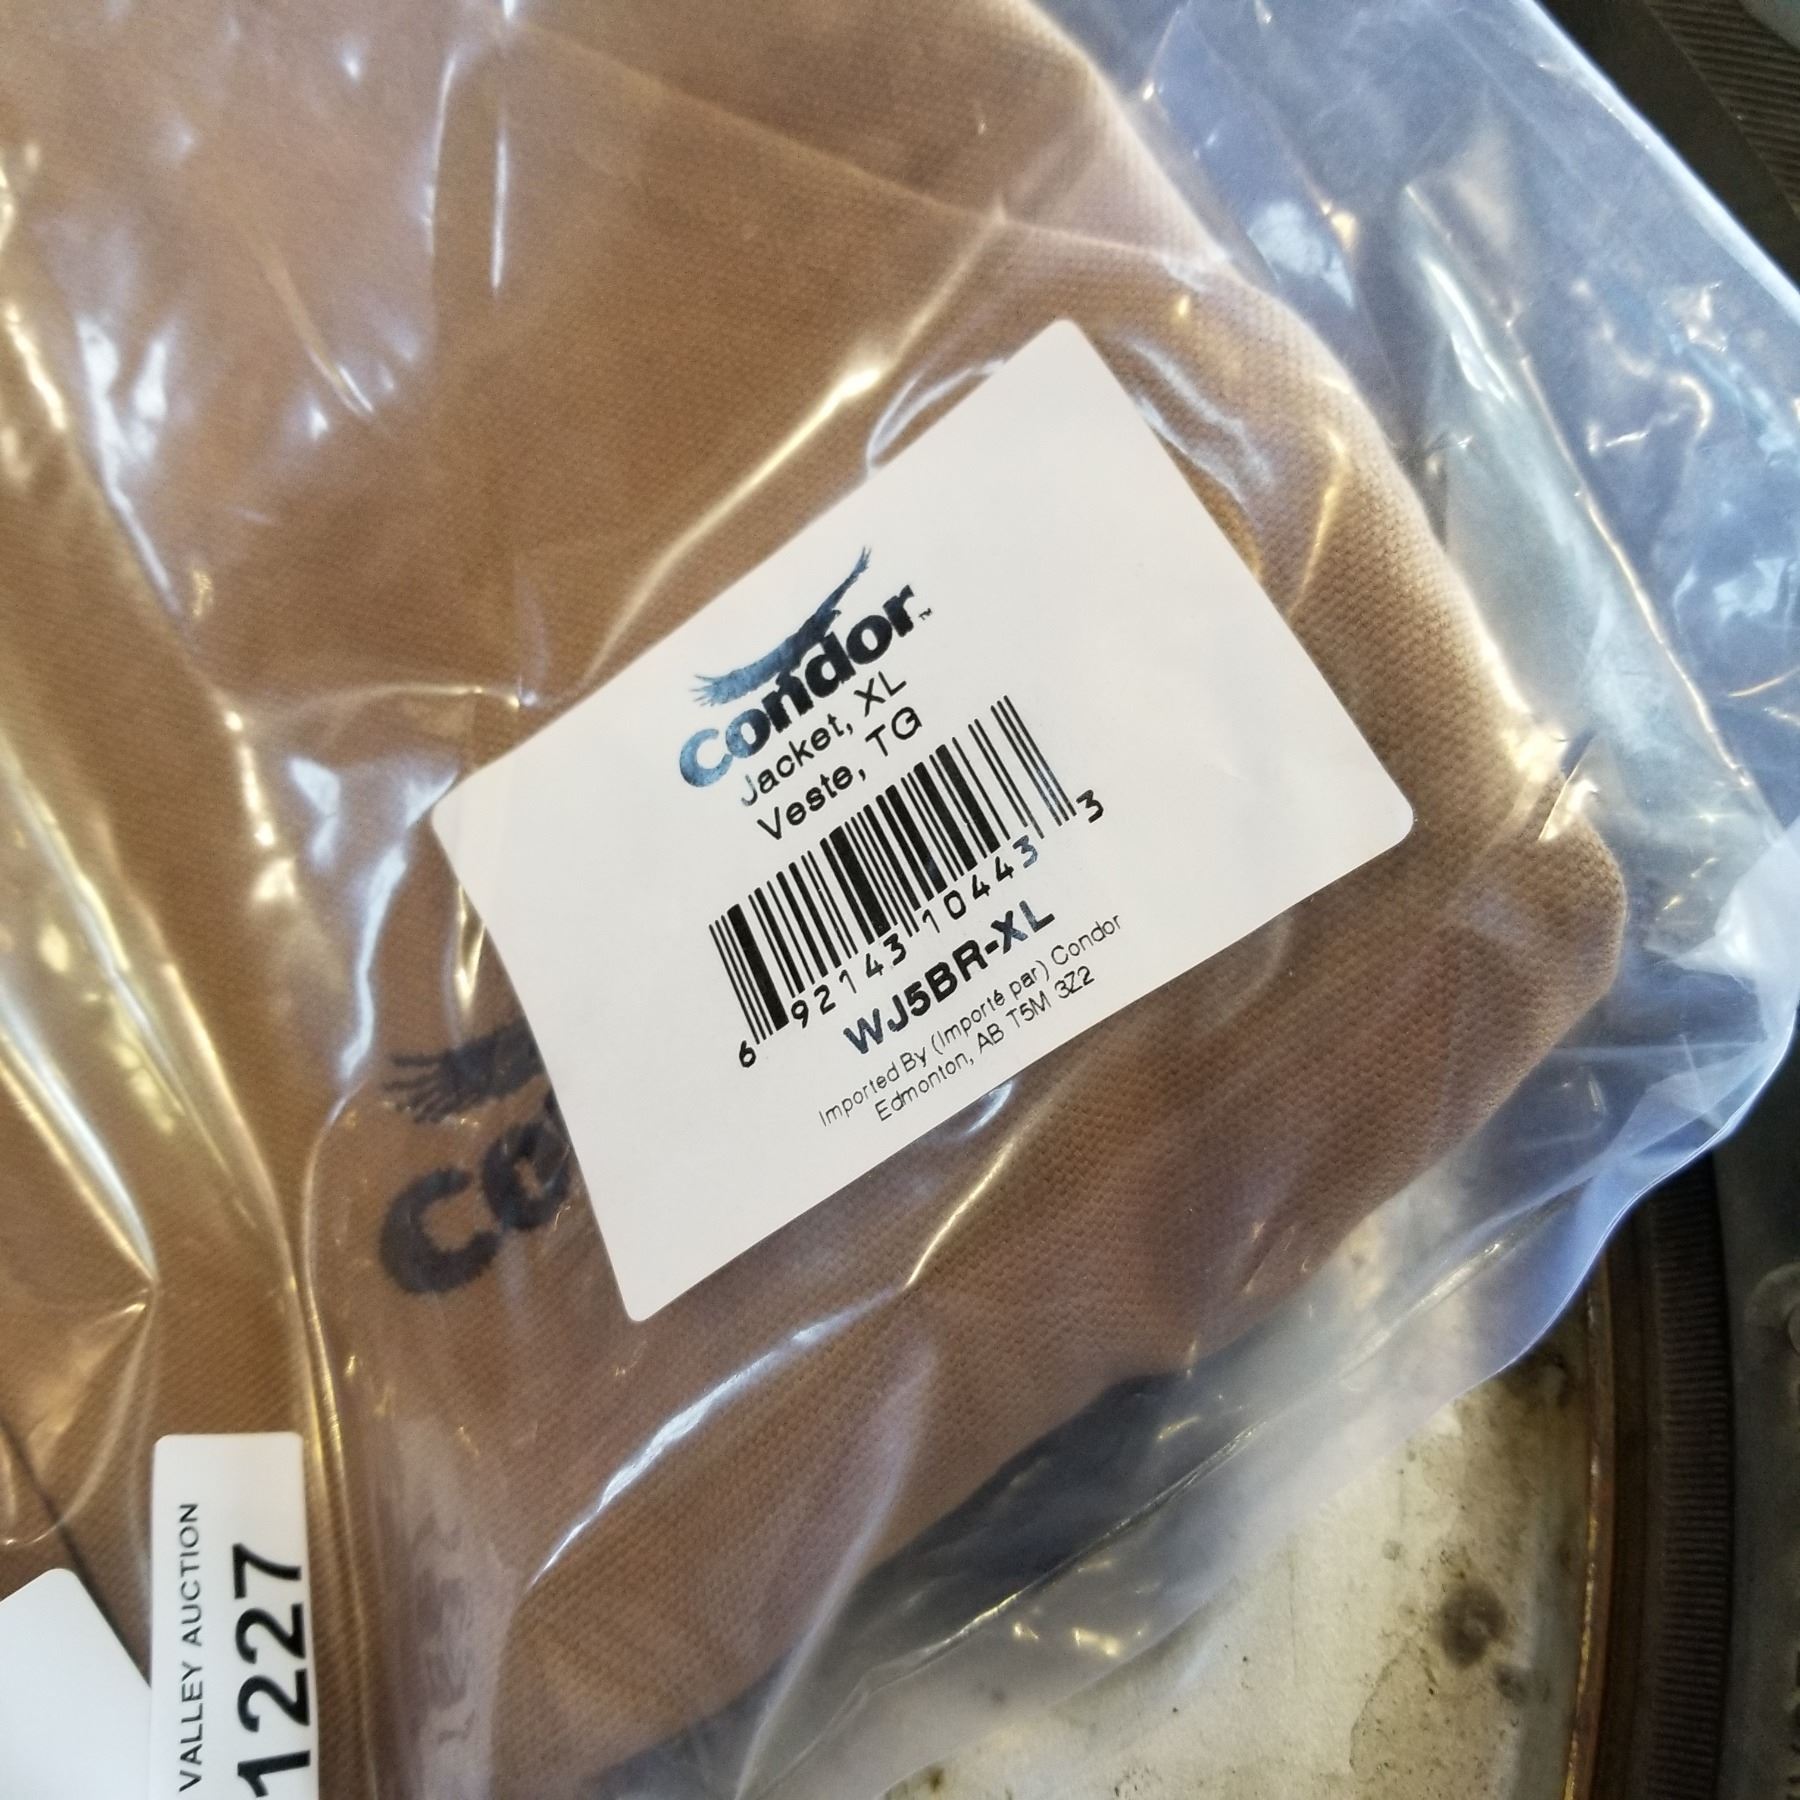 Condor™
Jacket, XL
Veste, TG
6 92143 10443 3
WJ5BR-XL
Imported By (Importé par) Condor
Edmonton, AB T5M 3Z2
VALLEY AUCTION
1227